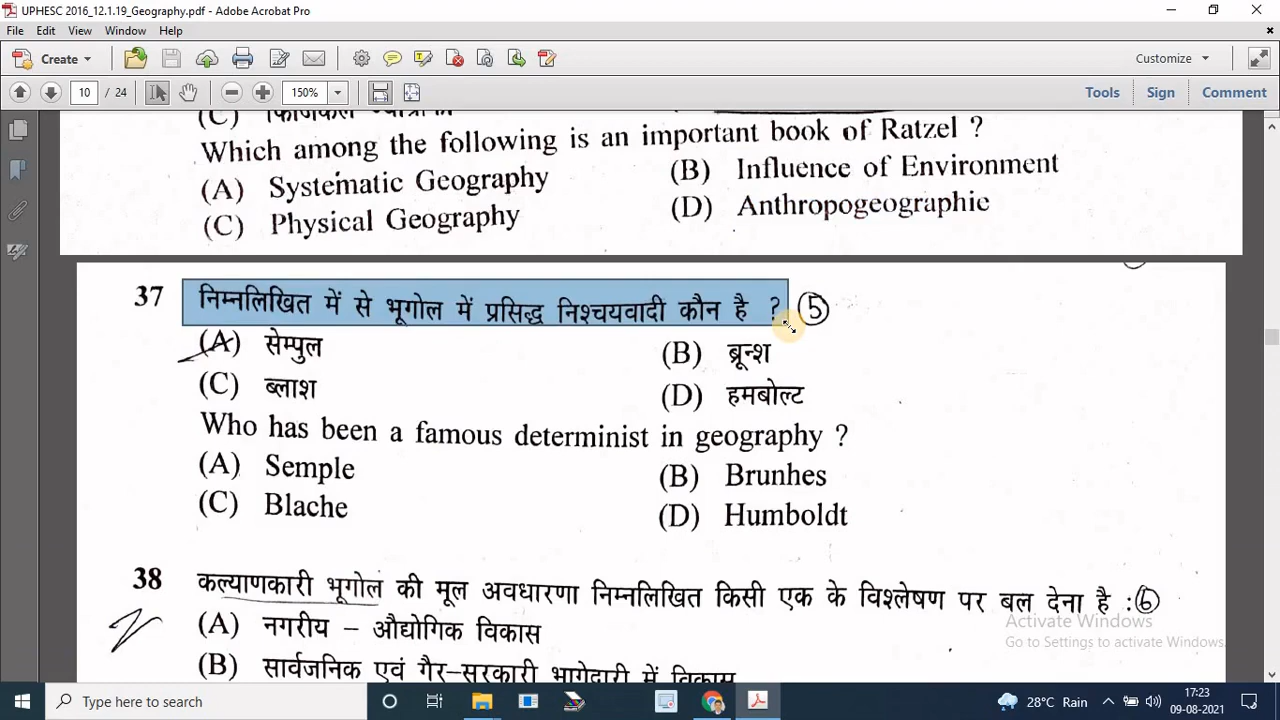 UPHESC 2016_12.1.19_Geography.pdf - Adobe Acrobat Pro
File Edit View Window Help
Create Customize
10 / 24 150% Tools Sign Comment
(C)
Which among the following is an important book of Ratzel ?
(A) Systematic Geography (B) Influence of Environment
(C) Physical Geography (D) Anthropogeographie
37 निम्नलिखित में से भूगोल में प्रसिद्ध निश्चयवादी कौन है ? 5
(A) सेम्पुल (B) ब्रून्श
(C) ब्लाश (D) हमबोल्ट
Who has been a famous determinist in geography ?
(A) Semple (B) Brunhes
(C) Blache (D) Humboldt
38 कल्याणकारी भूगोल की मूल अवधारणा निम्नलिखित किसी एक के विश्लेषण पर बल देना है : 6
(A) नगरीय – औद्योगिक विकास
(B) सार्वजनिक एवं गैर–सरकारी भागेदारी में विकास
Activate Windows
Go to Settings to activate Windows.
Type here to search
28°C Rain
17:23
09-08-2021